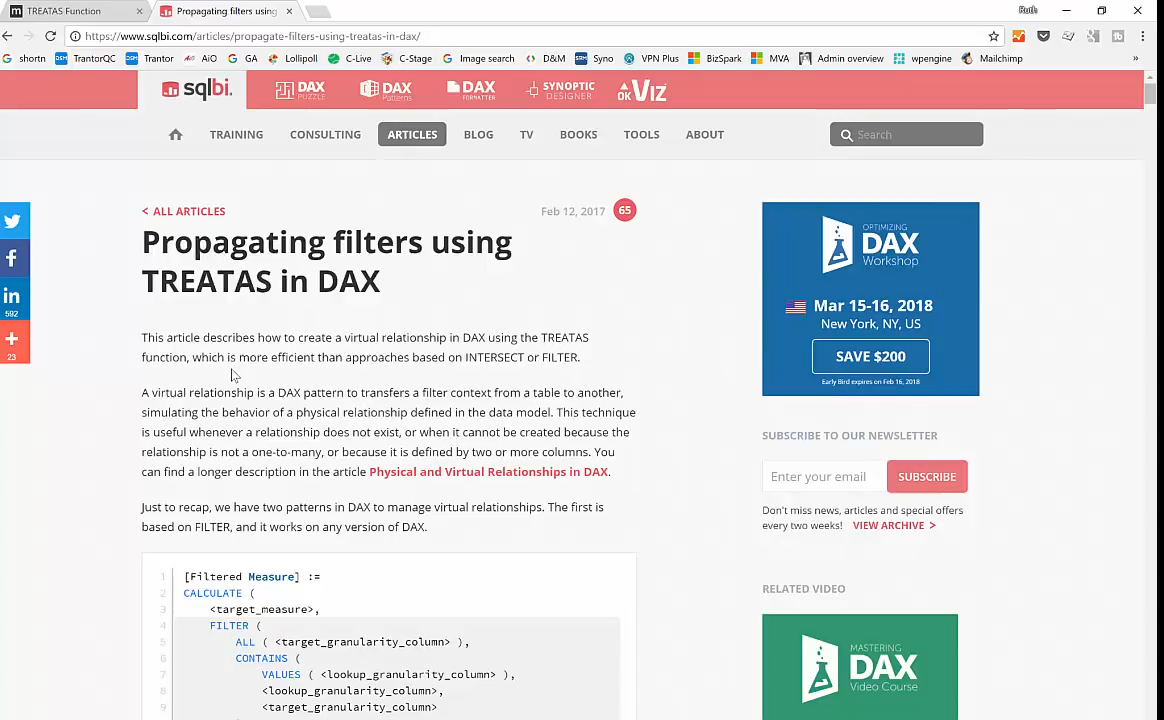 TREATAS Function
Propagating filters using
Ruth
https://www.sqlbi.com/articles/propagate-filters-using-treatas-in-dax/
shortn TrantorQC Trantor AiO GA Lollipoll C-Live C-Stage Image search D&M Syno VPN Plus BizSpark MVA Admin overview wpengine Mailchimp »
sqlbi. DAX PUZZLE DAX Patterns DAX FORMATTER SYNOPTIC DESIGNER OK VIZ
TRAINING CONSULTING ARTICLES BLOG TV BOOKS TOOLS ABOUT Search
< ALL ARTICLES Feb 12, 2017 65
Propagating filters using
TREATAS in DAX
This article describes how to create a virtual relationship in DAX using the TREATAS
function, which is more efficient than approaches based on INTERSECT or FILTER.
A virtual relationship is a DAX pattern to transfers a filter context from a table to another,
simulating the behavior of a physical relationship defined in the data model. This technique
is useful whenever a relationship does not exist, or when it cannot be created because the
relationship is not a one-to-many, or because it is defined by two or more columns. You
can find a longer description in the article Physical and Virtual Relationships in DAX.
Just to recap, we have two patterns in DAX to manage virtual relationships. The first is
based on FILTER, and it works on any version of DAX.
1 [Filtered Measure] :=
2 CALCULATE (
3 <target_measure>,
4 FILTER (
5 ALL ( <target_granularity_column> ),
6 CONTAINS (
7 VALUES ( <lookup_granularity_column> ),
8 <lookup_granularity_column>,
9 <target_granularity_column>
592
23
OPTIMIZING
DAX
Workshop
Mar 15-16, 2018
New York, NY, US
SAVE $200
Early Bird expires on Feb 16, 2018
SUBSCRIBE TO OUR NEWSLETTER
Enter your email SUBSCRIBE
Don't miss news, articles and special offers
every two weeks! VIEW ARCHIVE >
RELATED VIDEO
MASTERING
DAX
Video Course